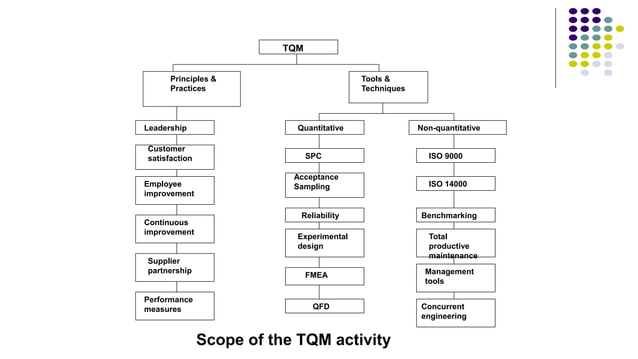 TQM
Principles &
Practices
Tools &
Techniques
Leadership
Quantitative
Non-quantitative
Customer
satisfaction
SPC
ISO 9000
Employee
improvement
Acceptance
Sampling
ISO 14000
Continuous
improvement
Reliability
Benchmarking
Experimental
design
Total
productive
maintenance
Supplier
partnership
FMEA
Management
tools
Performance
measures
QFD
Concurrent
engineering
Scope of the TQM activity